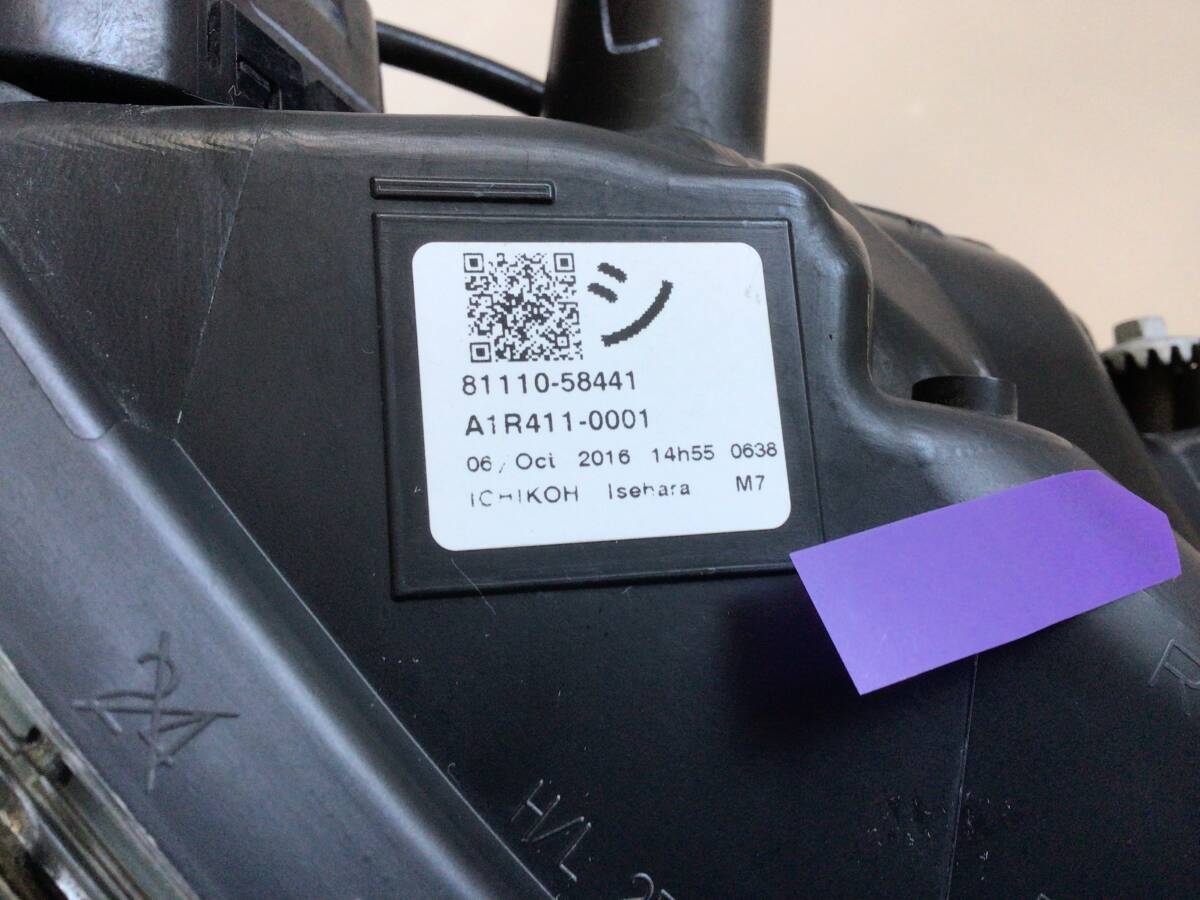 L
シ
81110-58441
A1R411-0001
06/Oct 2016 14h55 0638
ICHIKOH Isehara M7
H/L